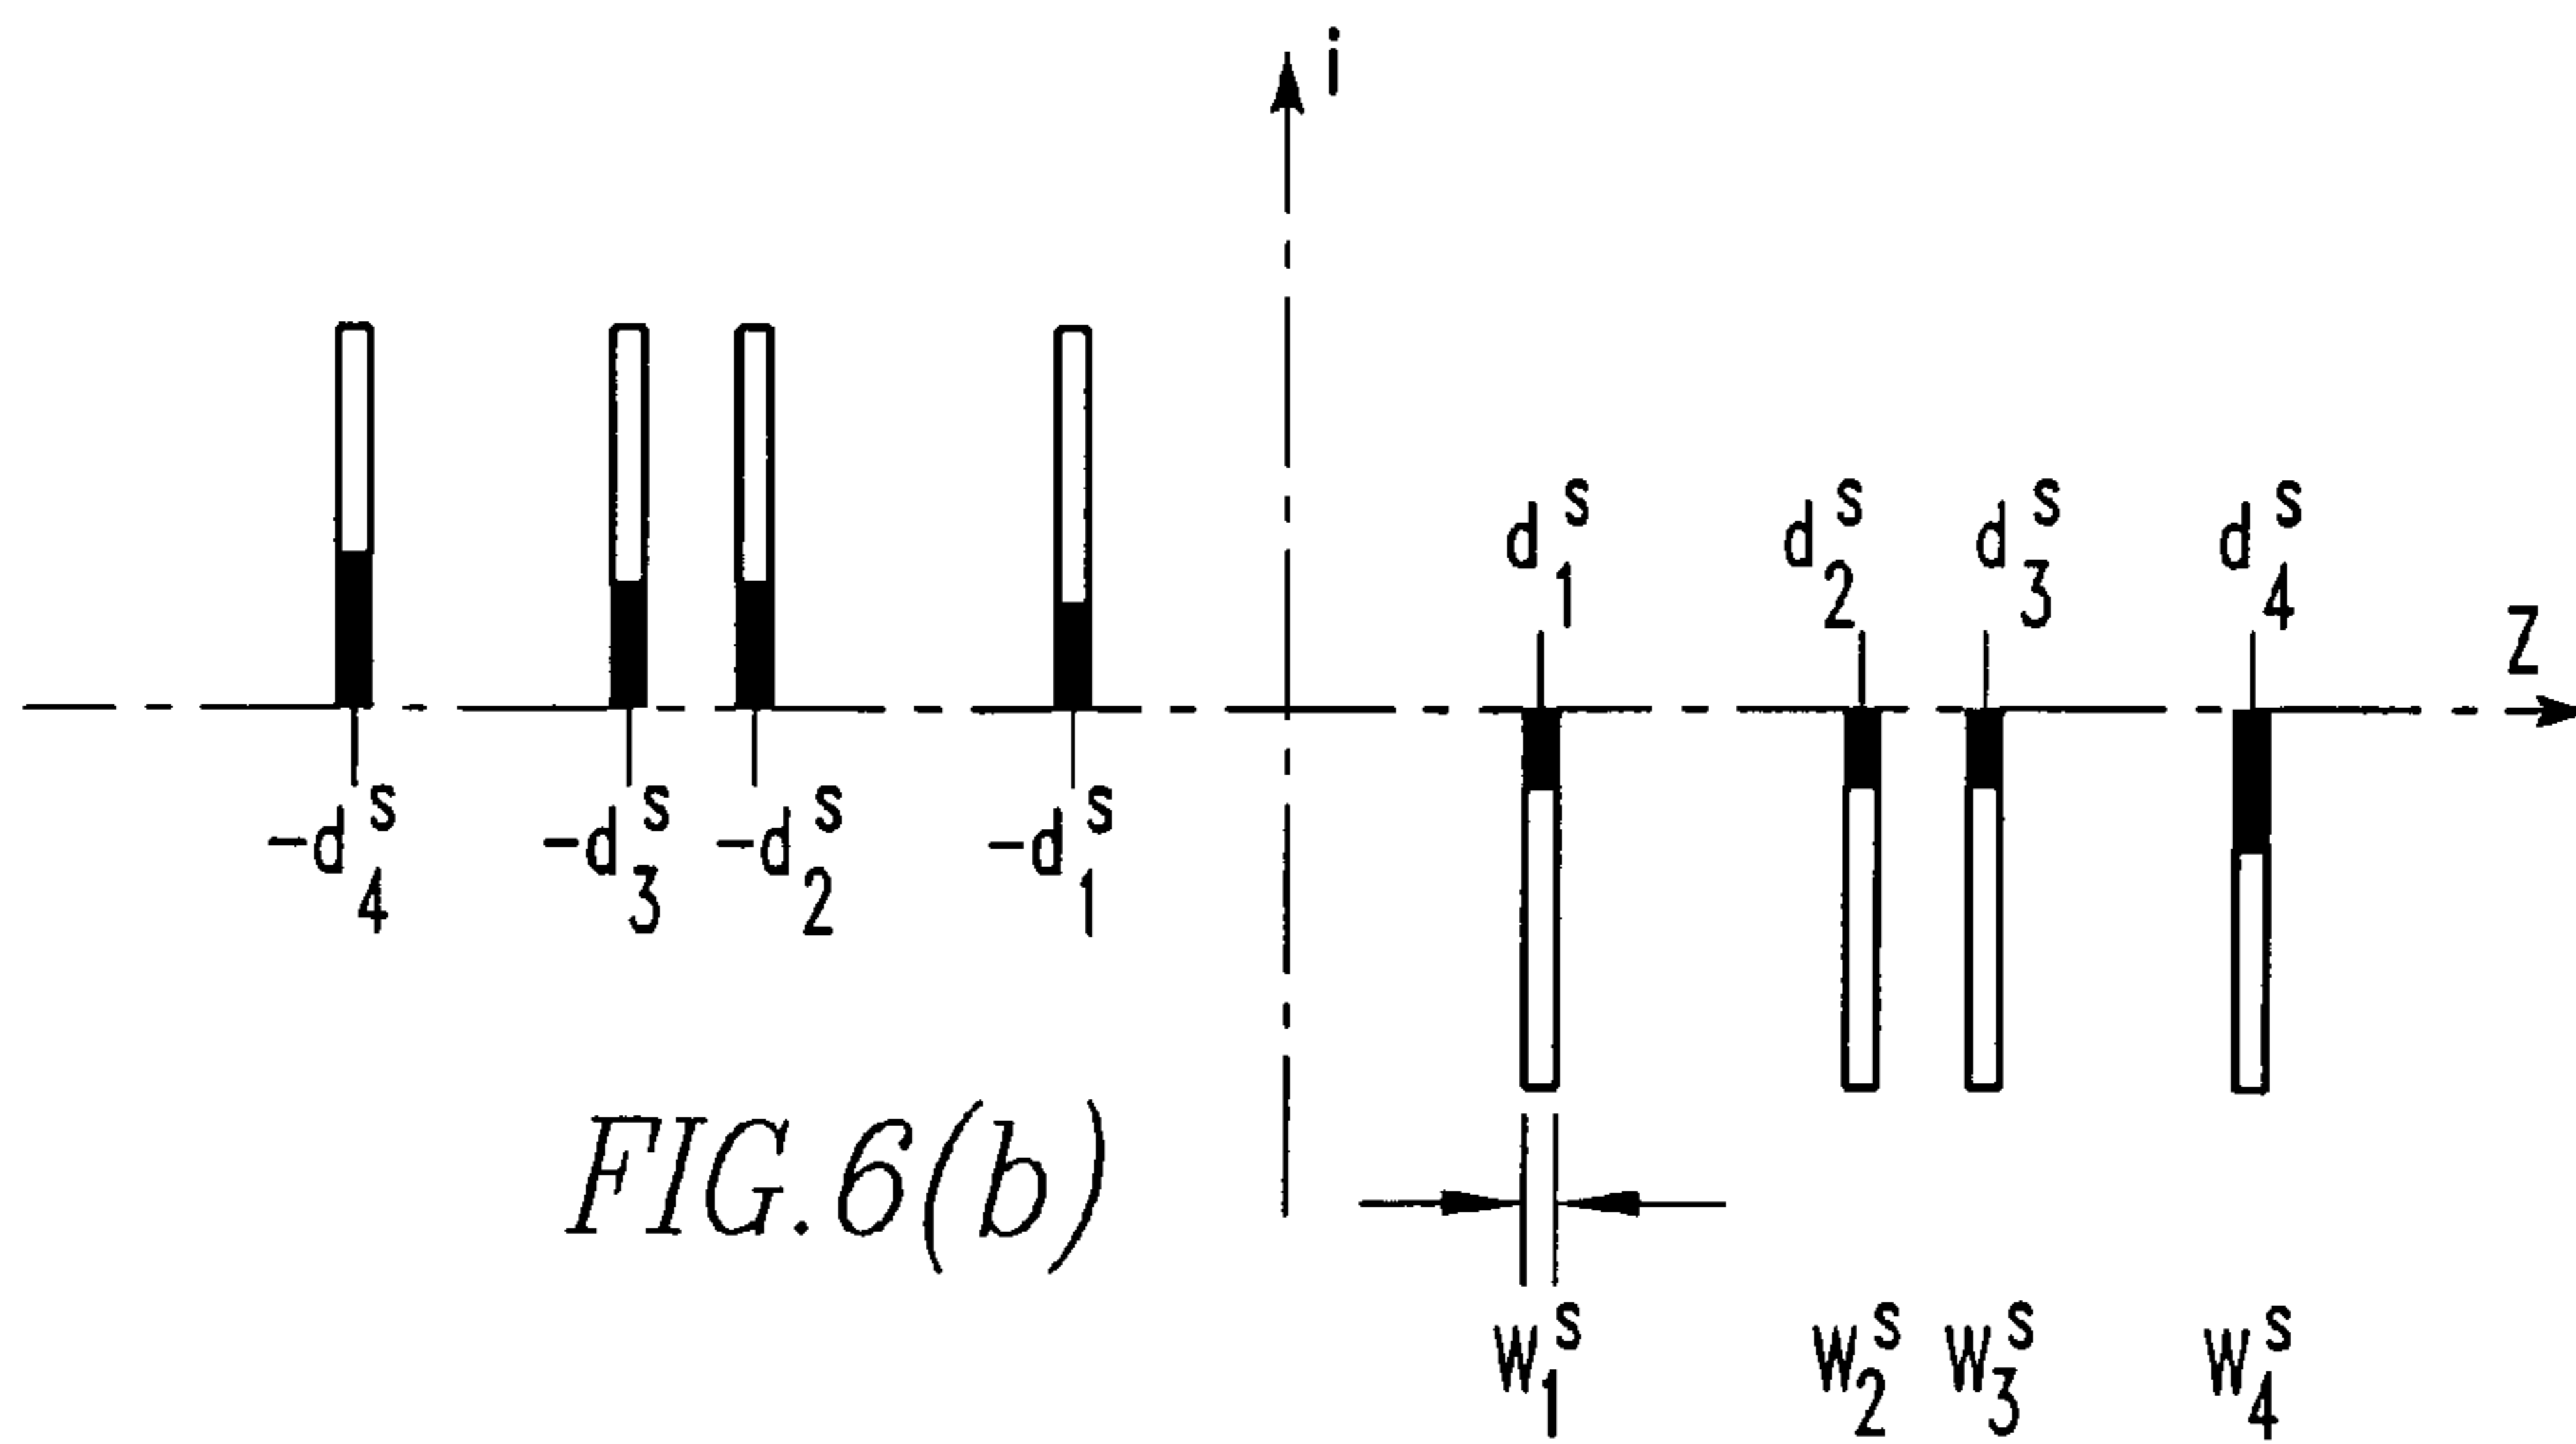 i
d₁ˢ d₂ˢ d₃ˢ d₄ˢ
Z
-d₄ˢ -d₃ˢ -d₂ˢ -d₁ˢ
FIG.6(b)
W₁ˢ W₂ˢ W₃ˢ W₄ˢ